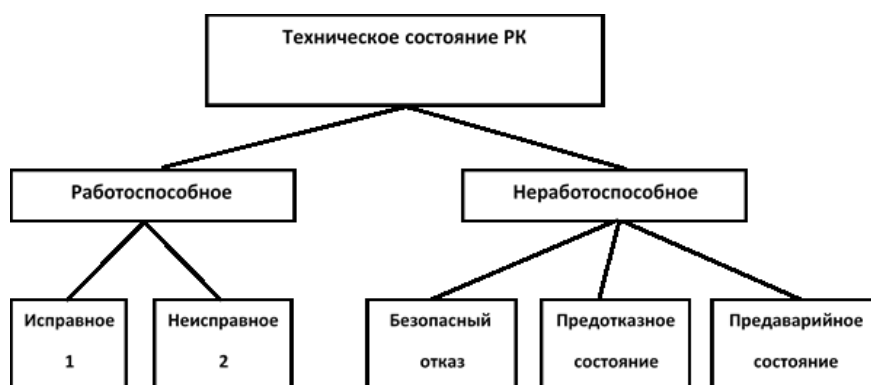 Техническое состояние РК
Работоспособное
Неработоспособное
Исправное
1
Неисправное
2
Безопасный
отказ
Предотказное
состояние
Предаварийное
состояние